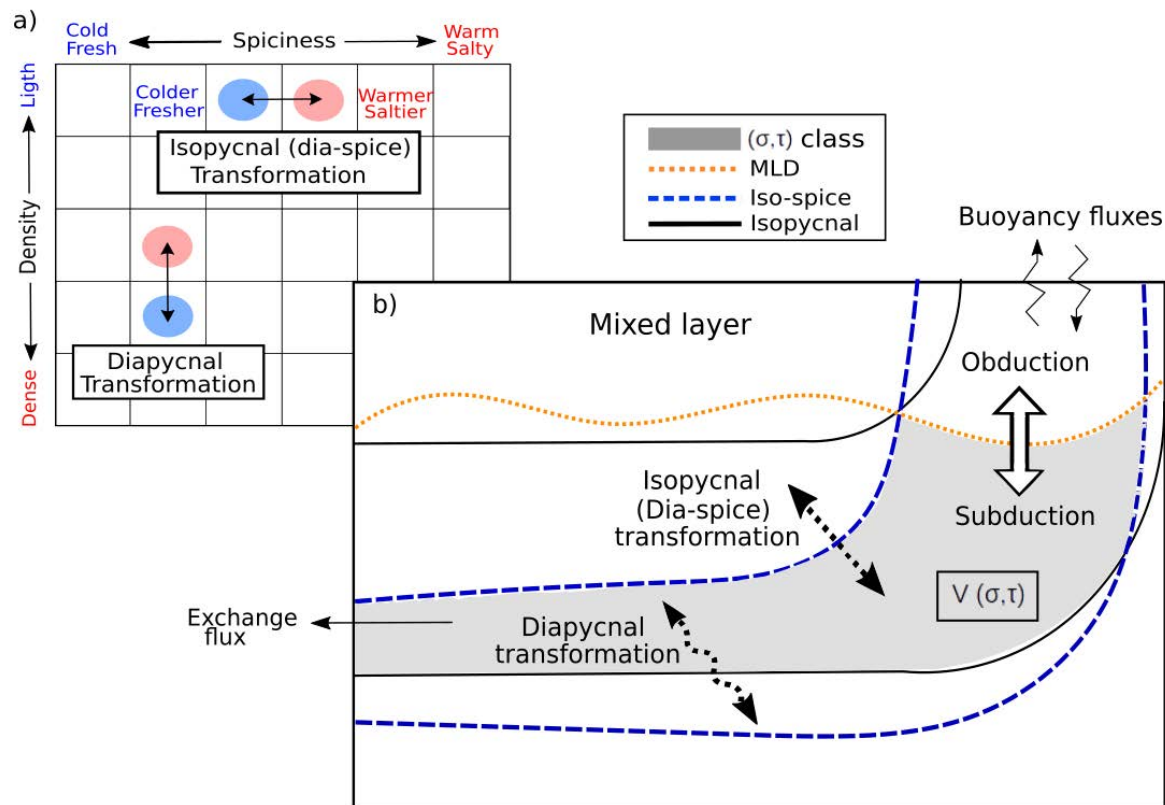 a)
Cold
Fresh
Spiciness
Warm
Salty
Ligth
Density
Dense
Colder
Fresher
Warmer
Saltier
Isopycnal (dia-spice)
Transformation
Diapycnal
Transformation
(σ,τ) class
MLD
Iso-spice
Isopycnal
Buoyancy fluxes
b)
Mixed layer
Obduction
Isopycnal
(Dia-spice)
transformation
Subduction
V (σ,τ)
Exchange
flux
Diapycnal
transformation